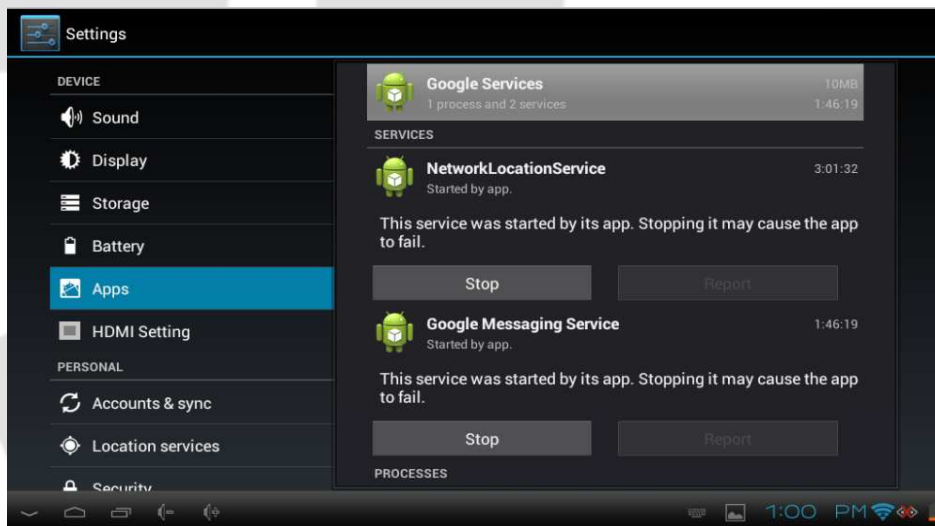 Settings
DEVICE
Sound
Display
Storage
Battery
Apps
HDMI Setting
PERSONAL
Accounts & sync
Location services
Security
Google Services
10MB
1 process and 2 services
1:46:19
SERVICES
NetworkLocationService
3:01:32
Started by app.
This service was started by its app. Stopping it may cause the app
to fail.
Stop
Report
Google Messaging Service
1:46:19
Started by app.
This service was started by its app. Stopping it may cause the app
to fail.
Stop
Report
PROCESSES
1:00 PM